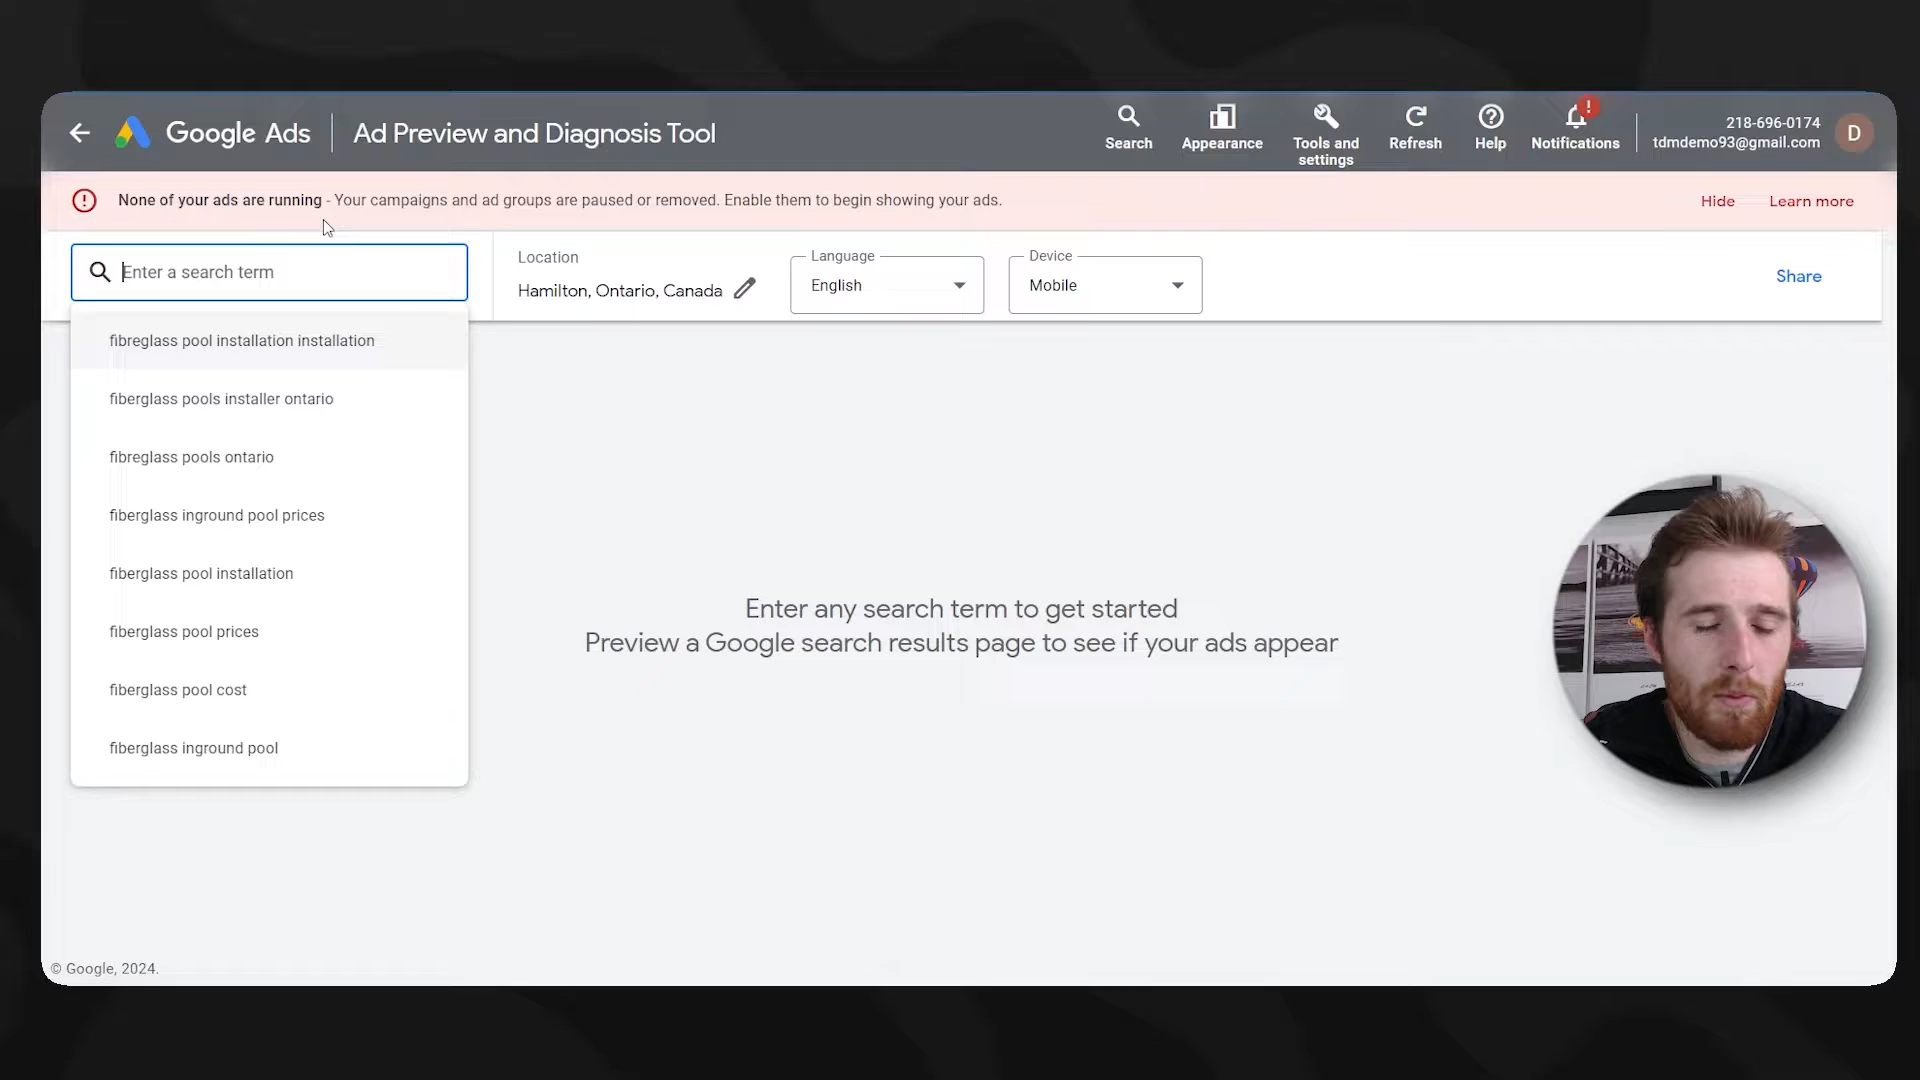 Google Ads
Ad Preview and Diagnosis Tool
Search
Appearance
Tools and
settings
Refresh
Help
!
Notifications
218-696-0174
tdmdemo93@gmail.com
D
None of your ads are running - Your campaigns and ad groups are paused or removed. Enable them to begin showing your ads.
Hide
Learn more
Enter a search term
Location
Hamilton, Ontario, Canada
Language
English
Device
Mobile
Share
fibreglass pool installation installation
fiberglass pools installer ontario
fibreglass pools ontario
fiberglass inground pool prices
fiberglass pool installation
fiberglass pool prices
fiberglass pool cost
fiberglass inground pool
Enter any search term to get started
Preview a Google search results page to see if your ads appear
© Google, 2024.